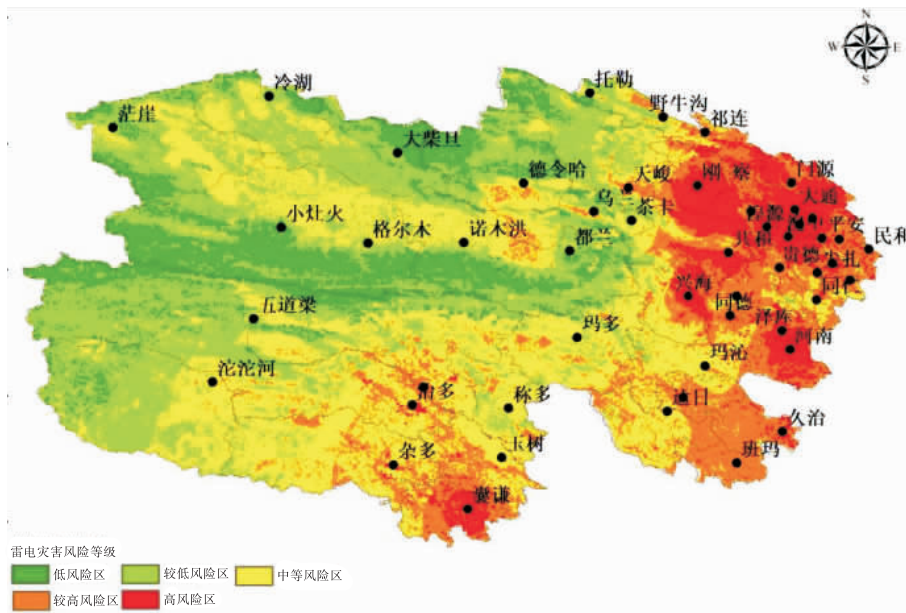 N
W
E
S
冷湖
托勒
野牛沟
茫崖
祁连
大柴旦
德令哈
天峻
刚察
门源
乌兰
茶卡
大通
小灶火
格尔木
诺木洪
都兰
湟源
平安
民和
共和
贵德
尖扎
兴海
同仁
同德
五道梁
泽库
玛多
河南
沱沱河
玛沁
治多
称多
达日
久治
杂多
玉树
班玛
囊谦
雷电灾害风险等级
低风险区
较低风险区
中等风险区
较高风险区
高风险区